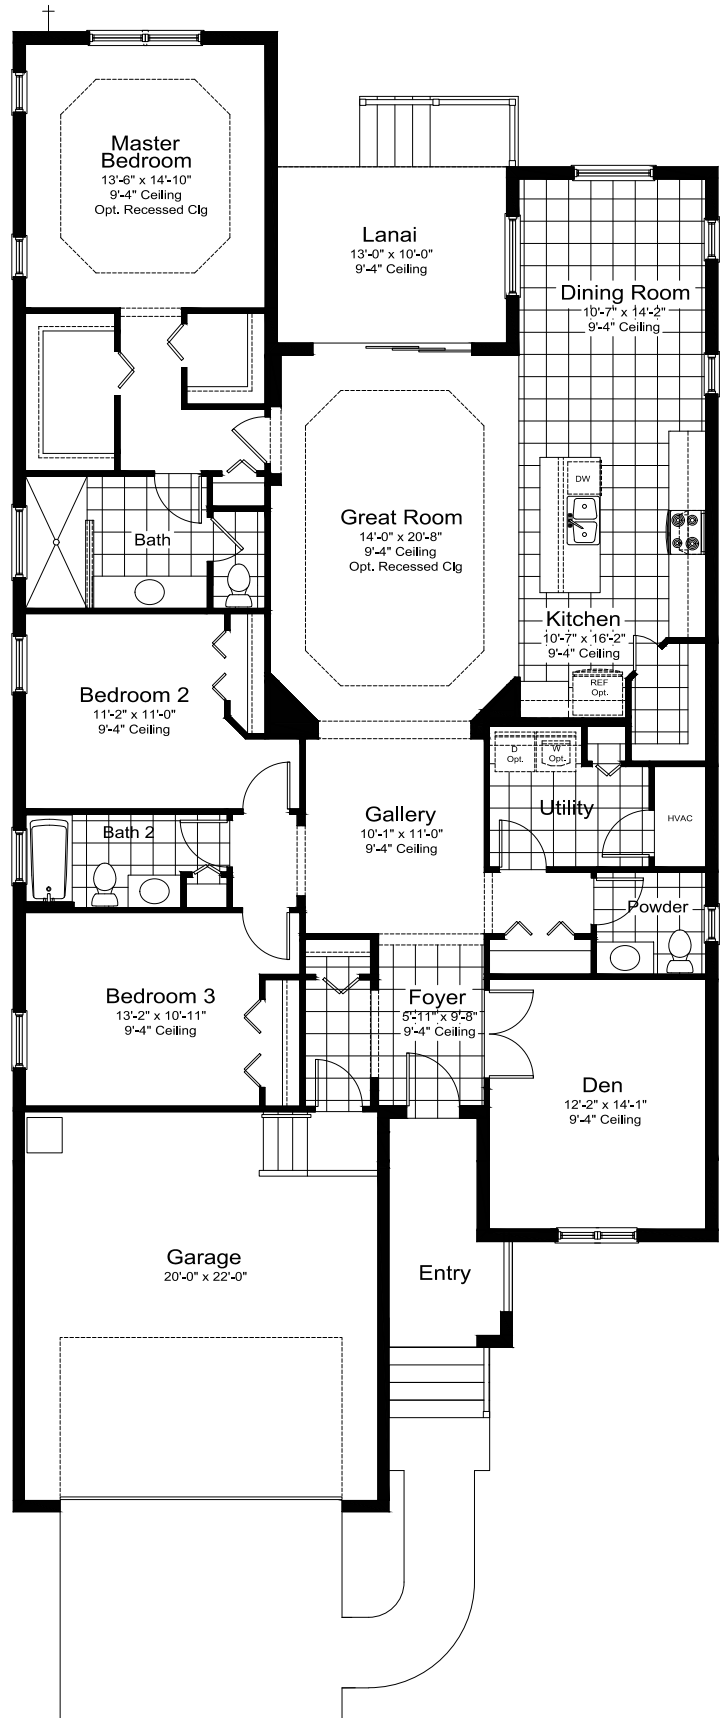 Master
Bedroom
13'-6" x 14'-10"
9'-4" Ceiling
Opt. Recessed Clg
Lanai
13'-0" x 10'-0"
9'-4" Ceiling
Dining Room
10'-7" x 14'-2"
9'-4" Ceiling
DW
Great Room
14'-0" x 20'-8"
9'-4" Ceiling
Opt. Recessed Clg
Bath
Kitchen
10'-7" x 16'-2"
9'-4" Ceiling
REF
Opt.
Bedroom 2
11'-2" x 11'-0"
9'-4" Ceiling
D
Opt.
W
Opt.
Utility
HVAC
Gallery
10'-1" x 11'-0"
9'-4" Ceiling
Bath 2
Powder
Bedroom 3
13'-2" x 10'-11"
9'-4" Ceiling
Foyer
5'-11" x 9'-8"
9'-4" Ceiling
Den
12'-2" x 14'-1"
9'-4" Ceiling
Garage
20'-0" x 22'-0"
Entry